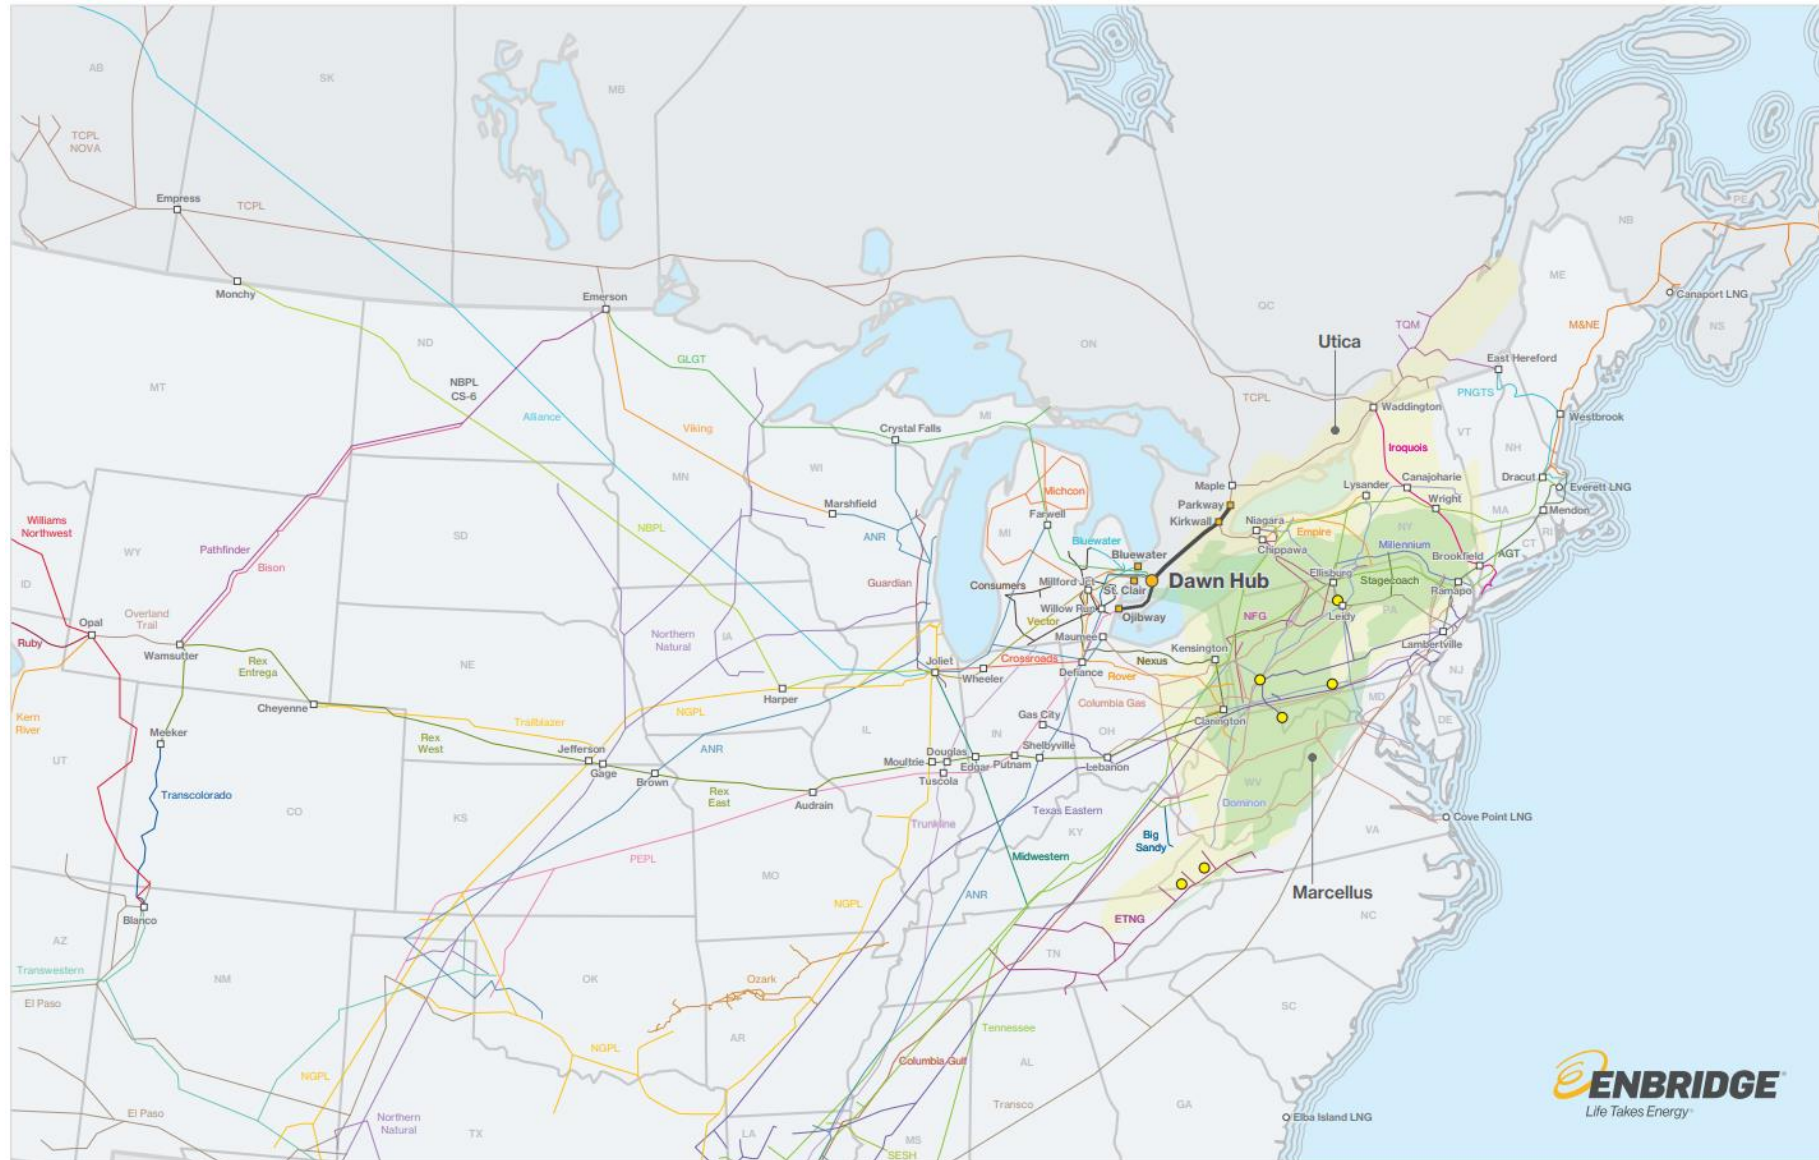 AB
SK
MB
TCPL
NOVA
Empress
TCPL
PE
NB
Monchy
Emerson
ME
Canaport LNG
QC
NS
TQM
M&NE
Utica
ON
ND
GLGT
East Hereford
MT
NBPL
CS-6
PNGTS
TCPL
Waddington
Westbrook
Alliance
Viking
Crystal Falls
MI
VT
NH
Iroquois
WI
MN
Maple
Lysander
Canajoharie
Dracut
Everett LNG
Michcon
Marshfield
Farwell
Parkway
Kirkwall
Wright
MA
Mendon
Williams
Northwest
NBPL
ANR
MI
Niagara
Empire
NY
CT
RI
SD
Pathfinder
Bison
WY
Bluewater
Bluewater
Chippawa
Millennium
Brookfield
AGT
ID
Guardian
Consumers
Millford Jct
St. Clair
Dawn Hub
Ellisburg
Stagecoach
Ramapo
Overland
Trail
Opal
Willow Run
Ojibway
Vector
NFG
Leidy
PA
Ruby
Wamsutter
Northern
Natural
IA
Maumee
Kensington
Lambertville
Rex
Entrega
NE
Joliet
Wheeler
Crossroads
Defiance
Nexus
Rover
NJ
Cheyenne
Harper
Columbia Gas
MD
Kern
River
Trailblazer
NGPL
Gas City
Clarington
DE
Meeker
Rex
West
IL
IN
OH
UT
Jefferson
Gage
ANR
Moultrie
Douglas
Edgar
Putnam
Shelbyville
Lebanon
Brown
Tuscola
WV
Transcolorado
Rex
East
Audrain
CO
KS
Texas Eastern
Dominon
Trunkline
KY
Big
Sandy
VA
Cove Point LNG
PEPL
Midwestern
MO
Marcellus
ANR
NGPL
Blanco
ETNG
NC
AZ
TN
Transwestern
NM
OK
Ozark
El Paso
SC
Tennessee
AR
NGPL
Columbia Gulf
AL
NGPL
ENBRIDGE
Life Takes Energy
El Paso
Northern
Natural
Transco
GA
Elba Island LNG
TX
LA
MS
SESH